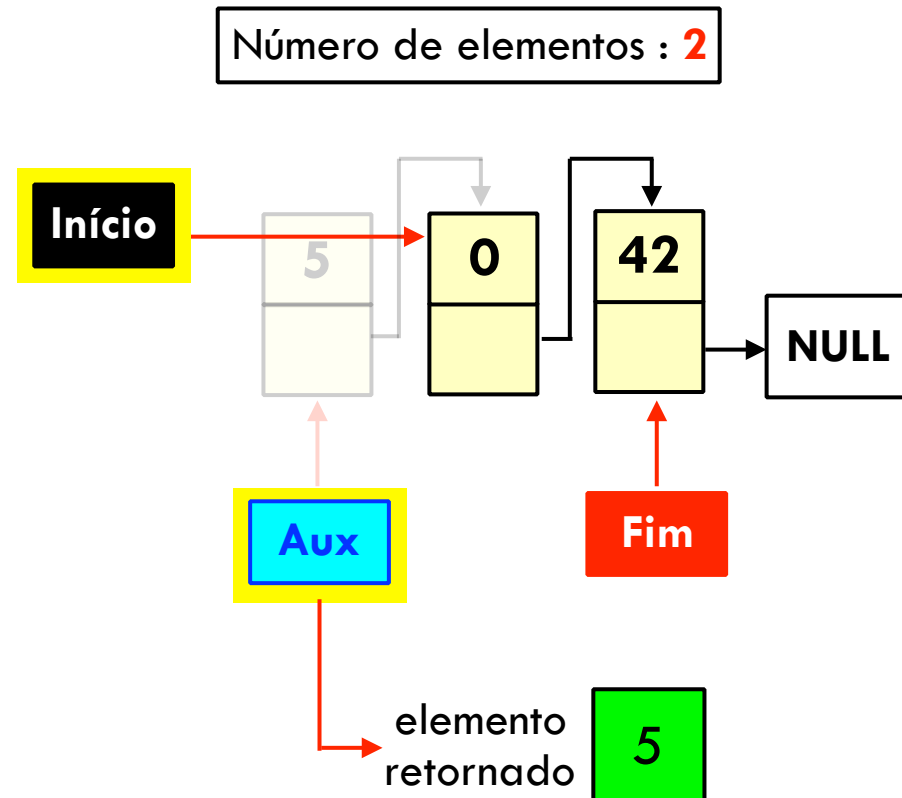 Número de elementos : 2
Início
5
0
42
NULL
Aux
Fim
elemento
retornado
5